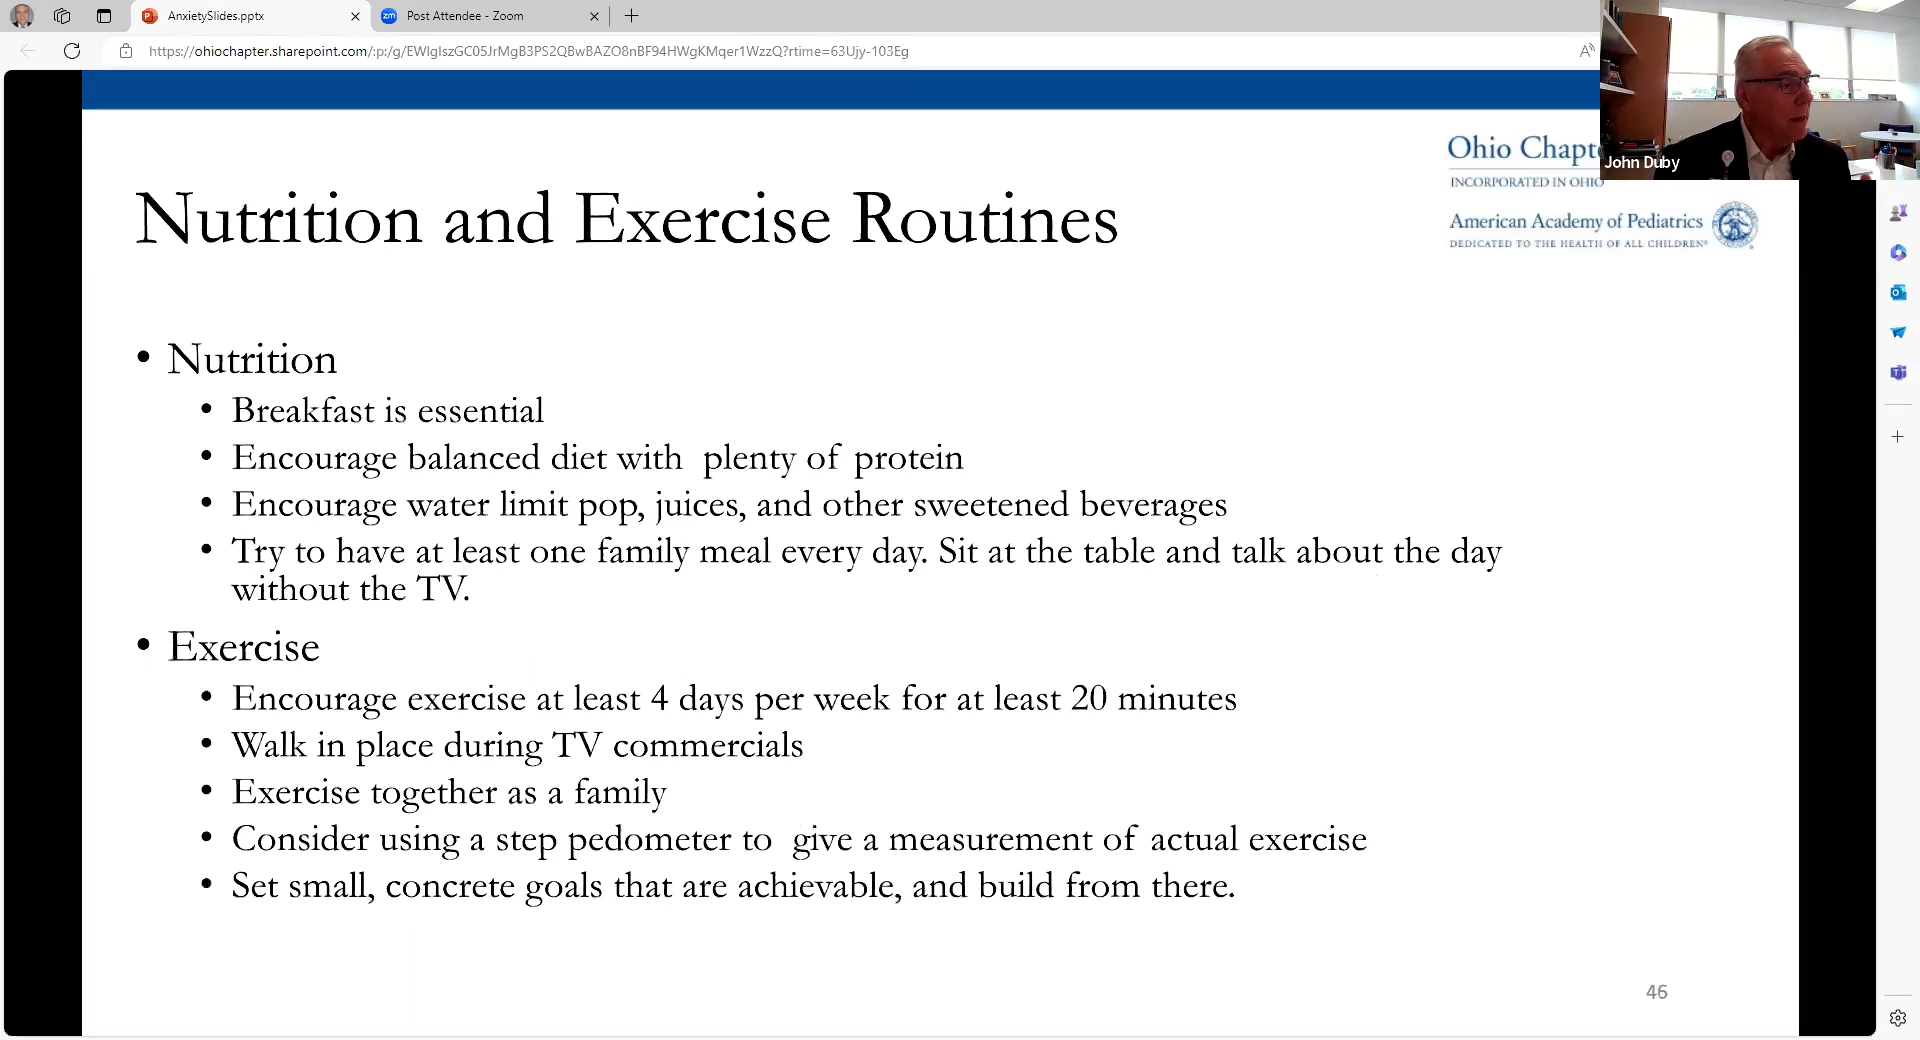 AnxietySlides.pptx
Post Attendee - Zoom
https://ohiochapter.sharepoint.com/:p:/g/EWIgIszGC05JrMgB3PS2QBwBAZO8nBF94HWgKMqer1WzzQ?rtime=63Ujy-103Eg
John Duby
Ohio Chapt
INCORPORATED IN OHIO
American Academy of Pediatrics
DEDICATED TO THE HEALTH OF ALL CHILDREN®
Nutrition and Exercise Routines
• Nutrition
• Breakfast is essential
• Encourage balanced diet with plenty of protein
• Encourage water limit pop, juices, and other sweetened beverages
• Try to have at least one family meal every day. Sit at the table and talk about the day
without the TV.
• Exercise
• Encourage exercise at least 4 days per week for at least 20 minutes
• Walk in place during TV commercials
• Exercise together as a family
• Consider using a step pedometer to give a measurement of actual exercise
• Set small, concrete goals that are achievable, and build from there.
46